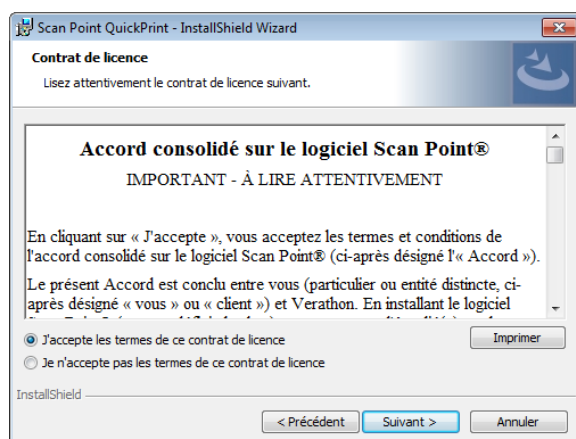 Scan Point QuickPrint - InstallShield Wizard
Contrat de licence
Lisez attentivement le contrat de licence suivant.
Accord consolidé sur le logiciel Scan Point®
IMPORTANT - À LIRE ATTENTIVEMENT
En cliquant sur « J'accepte », vous acceptez les termes et conditions de
l'accord consolidé sur le logiciel Scan Point® (ci-après désigné l'« Accord »).
Le présent Accord est conclu entre vous (particulier ou entité distincte, ci-
après désigné « vous » ou « client ») et Verathon. En installant le logiciel
J'accepte les termes de ce contrat de licence
Imprimer
Je n'accepte pas les termes de ce contrat de licence
InstallShield
< Précédent
Suivant >
Annuler